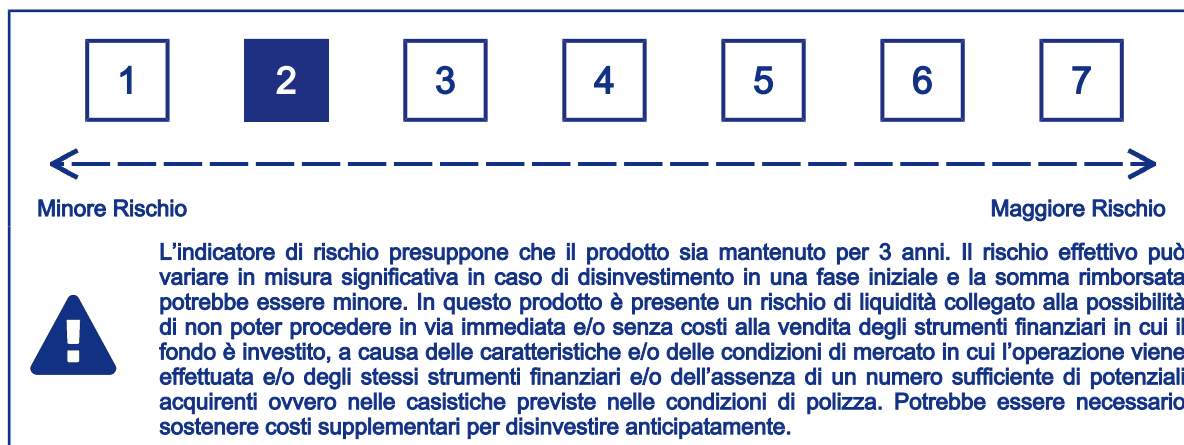 1 2 3 4 5 6 7
Minore Rischio Maggiore Rischio
L'indicatore di rischio presuppone che il prodotto sia mantenuto per 3 anni. Il rischio effettivo può
variare in misura significativa in caso di disinvestimento in una fase iniziale e la somma rimborsata
potrebbe essere minore. In questo prodotto è presente un rischio di liquidità collegato alla possibilità
di non poter procedere in via immediata e/o senza costi alla vendita degli strumenti finanziari in cui il
fondo è investito, a causa delle caratteristiche e/o delle condizioni di mercato in cui l'operazione viene
effettuata e/o degli stessi strumenti finanziari e/o dell'assenza di un numero sufficiente di potenziali
acquirenti ovvero nelle casistiche previste nelle condizioni di polizza. Potrebbe essere necessario
sostenere costi supplementari per disinvestire anticipatamente.